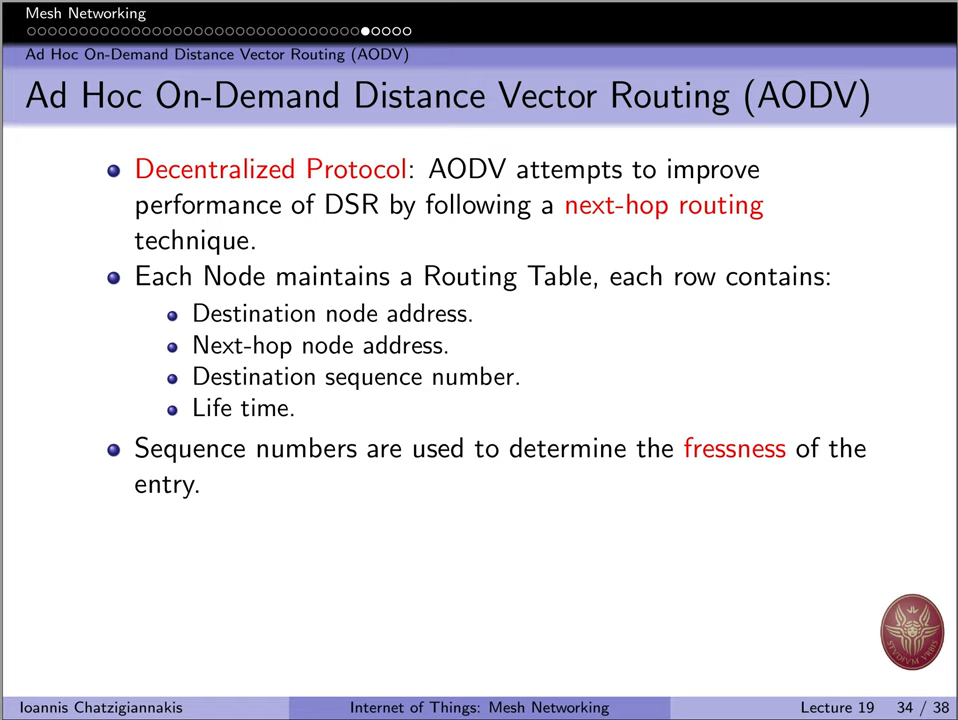 Mesh Networking
Ad Hoc On-Demand Distance Vector Routing (AODV)
Ad Hoc On-Demand Distance Vector Routing (AODV)
Decentralized Protocol: AODV attempts to improve
performance of DSR by following a next-hop routing
technique.
Each Node maintains a Routing Table, each row contains:
Destination node address.
Next-hop node address.
Destination sequence number.
Life time.
Sequence numbers are used to determine the fressness of the
entry.
STVDIVM VRBIS
Ioannis Chatzigiannakis
Internet of Things: Mesh Networking
Lecture 19
34 / 38